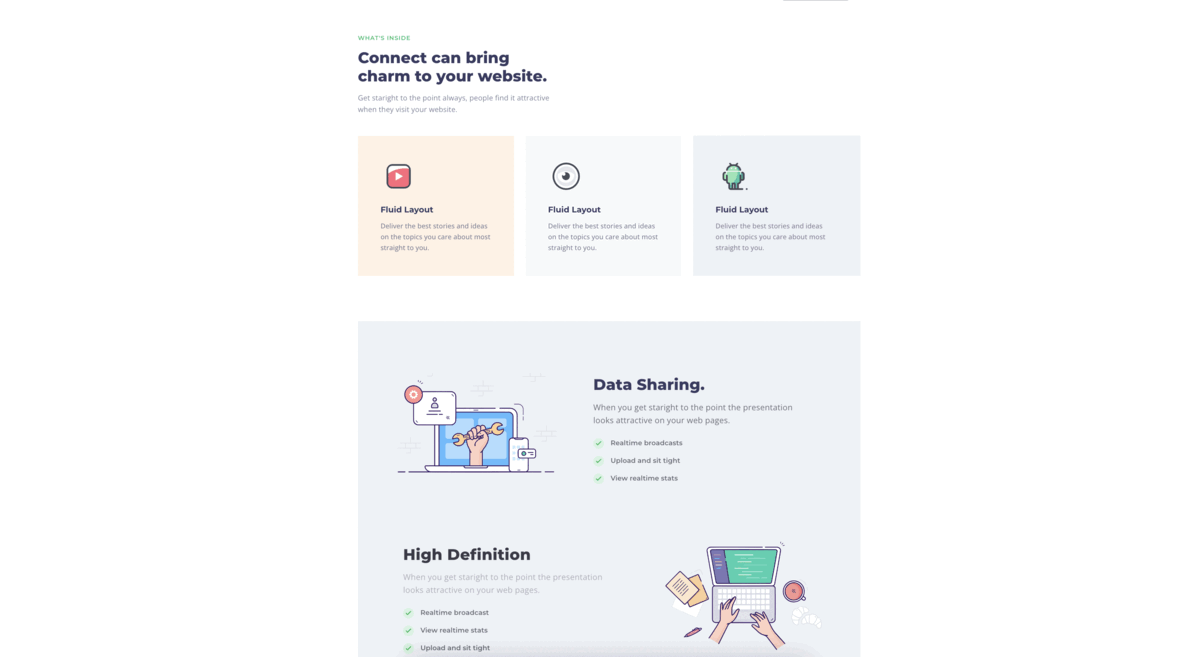 WHAT'S INSIDE
Connect can bring
charm to your website.
Get staright to the point always, people find it attractive
when they visit your website.
Fluid Layout
Deliver the best stories and ideas
on the topics you care about most
straight to you.
Fluid Layout
Deliver the best stories and ideas
on the topics you care about most
straight to you.
Fluid Layout
Deliver the best stories and ideas
on the topics you care about most
straight to you.
Data Sharing.
When you get staright to the point the presentation
looks attractive on your web pages.
Realtime broadcasts
Upload and sit tight
View realtime stats
High Definition
When you get staright to the point the presentation
looks attractive on your web pages.
Realtime broadcast
View realtime stats
Upload and sit tight